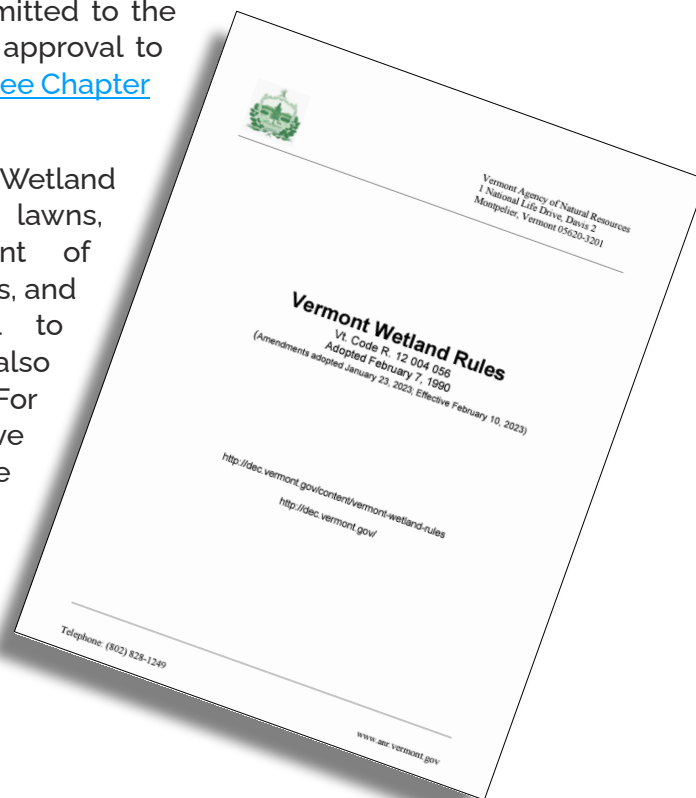 mitted to the
approval to
ee Chapter
Wetland
lawns,
nt of
s, and
to
also
For
ve
e
Vermont Agency of Natural Resources
1 National Life Drive, Davis 2
Montpelier, Vermont 05620-3201
Vermont Wetland Rules
Vt. Code R. 12 004 056
Adopted February 7, 1990
(Amendments adopted January 23, 2023; Effective February 10, 2023)
http://dec.vermont.gov/content/vermont-wetland-rules
http://dec.vermont.gov/
Telephone: (802) 828-1249
www.anr.vermont.gov